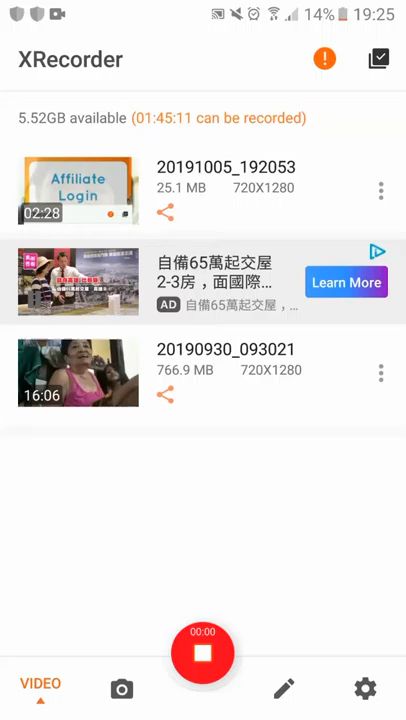 14% 19:25
XRecorder
5.52GB available (01:45:11 can be recorded)
Affiliate
Login
02:28
20191005_192053
25.1 MB 720X1280
自備65萬起交屋
2-3房，面國際...
AD 自備65萬起交屋，...
Learn More
16:06
20190930_093021
766.9 MB 720X1280
00:00
VIDEO